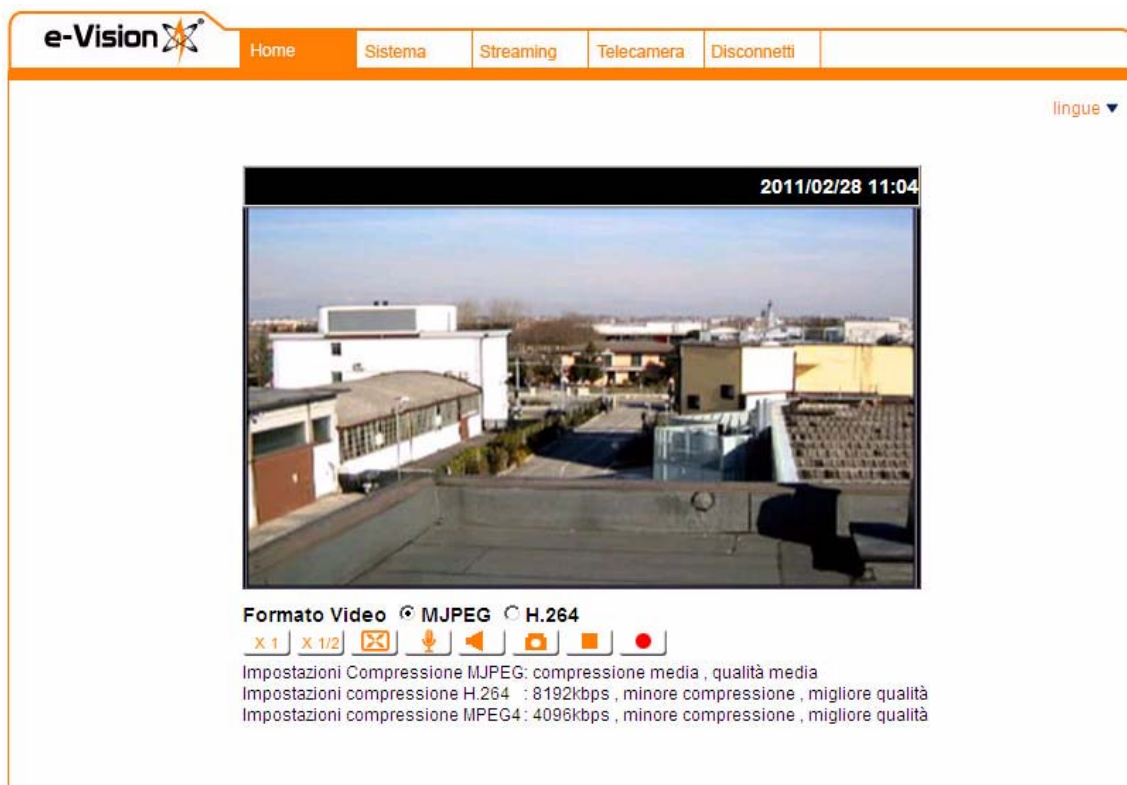 e-Vision
Home Sistema Streaming Telecamera Disconnetti
lingue
2011/02/28 11:04
Formato Video MJPEG H.264
X 1 X 1/2
Impostazioni Compressione MJPEG: compressione media , qualità media
Impostazioni compressione H.264 : 8192kbps , minore compressione , migliore qualità
Impostazioni compressione MPEG4 : 4096kbps , minore compressione , migliore qualità